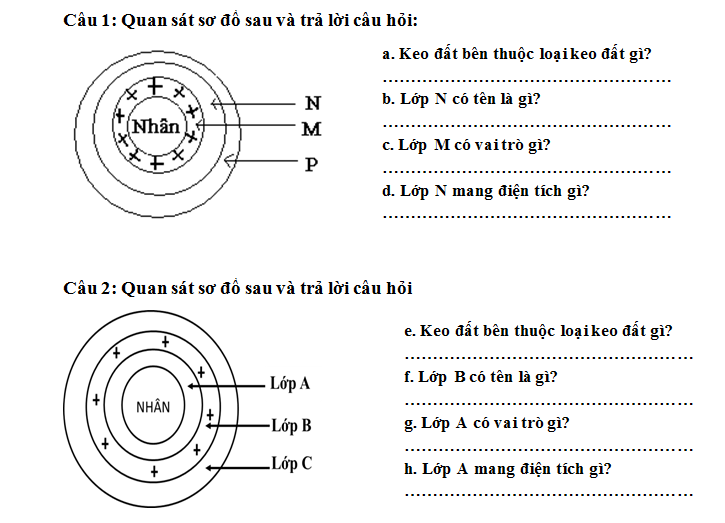 Câu 1: Quan sát sơ đồ sau và trả lời câu hỏi:
Nhân
N
M
P
a. Keo đất bên thuộc loại keo đất gì?
……………………………………………
b. Lớp N có tên là gì?
……………………………………………
c. Lớp M có vai trò gì?
……………………………………………
d. Lớp N mang điện tích gì?
……………………………………………
Câu 2: Quan sát sơ đồ sau và trả lời câu hỏi
NHÂN
Lớp A
Lớp B
Lớp C
e. Keo đất bên thuộc loại keo đất gì?
……………………………………………
f. Lớp B có tên là gì?
……………………………………………
g. Lớp A có vai trò gì?
……………………………………………
h. Lớp A mang điện tích gì?
……………………………………………